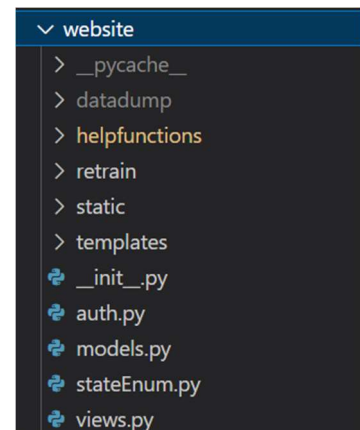 website
__pycache__
datadump
helpfunctions
retrain
static
templates
__init__.py
auth.py
models.py
stateEnum.py
views.py